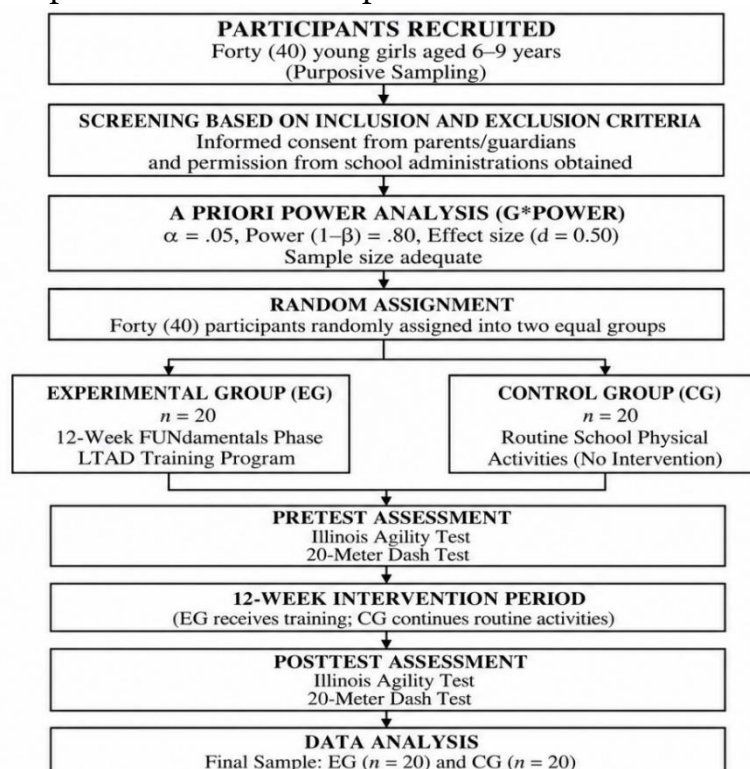 PARTICIPANTS RECRUITED
Forty (40) young girls aged 6–9 years
(Purposive Sampling)
SCREENING BASED ON INCLUSION AND EXCLUSION CRITERIA
Informed consent from parents/guardians
and permission from school administrations obtained
A PRIORI POWER ANALYSIS (G*POWER)
α = .05, Power (1–β) = .80, Effect size (d = 0.50)
Sample size adequate
RANDOM ASSIGNMENT
Forty (40) participants randomly assigned into two equal groups
EXPERIMENTAL GROUP (EG)
n = 20
12-Week FUNdamentals Phase
LTAD Training Program
CONTROL GROUP (CG)
n = 20
Routine School Physical
Activities (No Intervention)
PRETEST ASSESSMENT
Illinois Agility Test
20-Meter Dash Test
12-WEEK INTERVENTION PERIOD
(EG receives training; CG continues routine activities)
POSTTEST ASSESSMENT
Illinois Agility Test
20-Meter Dash Test
DATA ANALYSIS
Final Sample: EG (n = 20) and CG (n = 20)